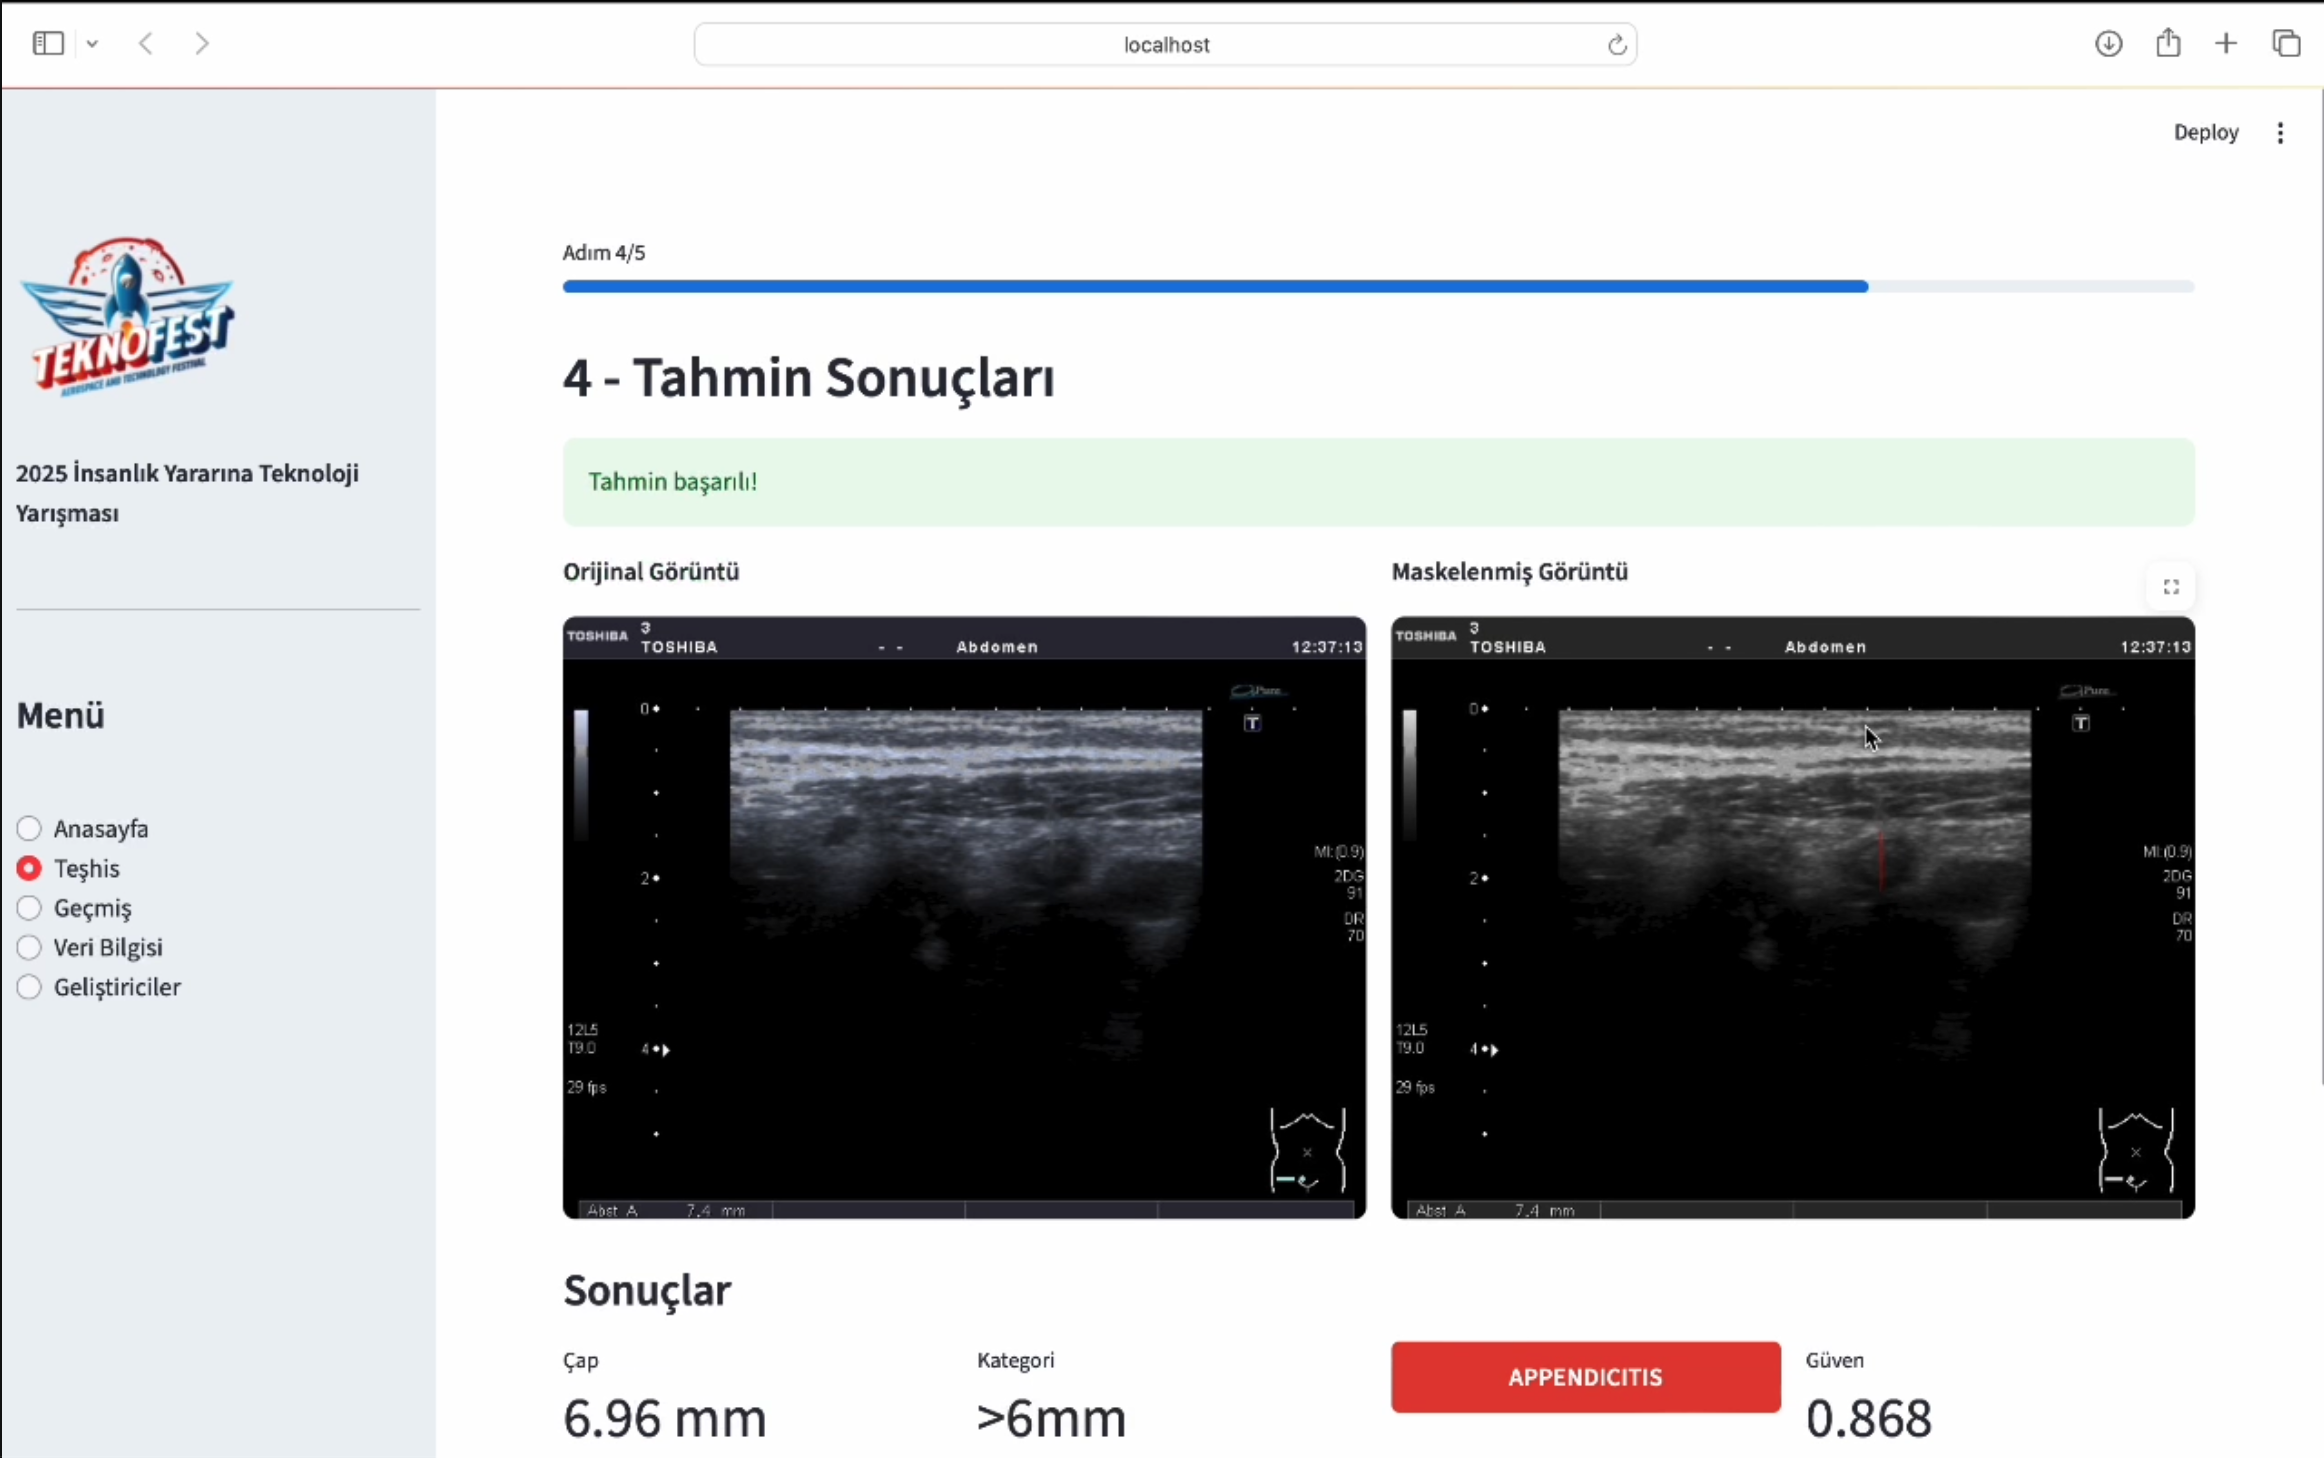 localhost
Deploy
TEKNOFEST
AEROSPACE AND TECHNOLOGY FESTIVAL
2025 İnsanlık Yararına Teknoloji
Yarışması
Menü
Anasayfa
Teşhis
Geçmiş
Veri Bilgisi
Geliştiriciler
Adım 4/5
4 - Tahmin Sonuçları
Tahmin başarılı!
Orijinal Görüntü
TOSHIBA
3
TOSHIBA
- -
Abdomen
12:37:13
Pure
T
0
2
4
MI:(0.9)
2DG
91
DR
70
12L5
T9.0
29 fps
Abst A 7.4 mm
Maskelenmiş Görüntü
TOSHIBA
3
TOSHIBA
- -
Abdomen
12:37:13
Pure
T
0
2
4
MI:(0.9)
2DG
91
DR
70
12L5
T9.0
29 fps
Abst A 7.4 mm
Sonuçlar
Çap
6.96 mm
Kategori
>6mm
APPENDICITIS
Güven
0.868